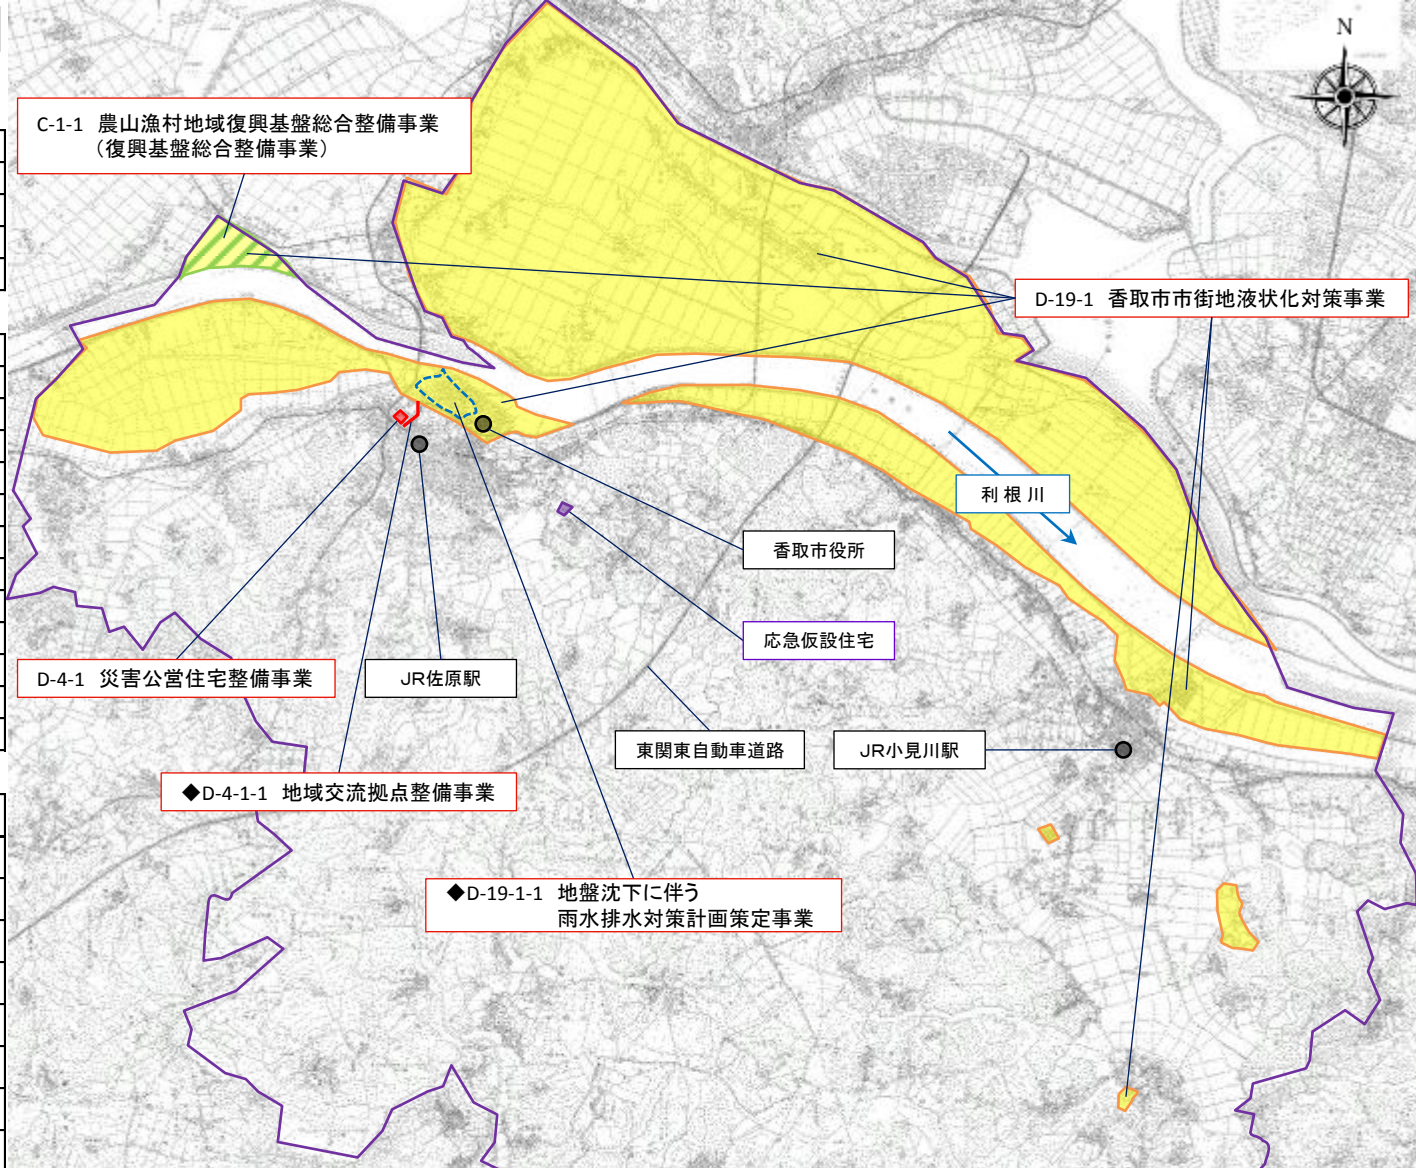 N
C-1-1 農山漁村地域復興基盤総合整備事業
（復興基盤総合整備事業）
D-19-1 香取市市街地液状化対策事業
利根川
香取市役所
応急仮設住宅
D-4-1 災害公営住宅整備事業
JR佐原駅
東関東自動車道路
JR小見川駅
◆D-4-1-1 地域交流拠点整備事業
◆D-19-1-1 地盤沈下に伴う
雨水排水対策計画策定事業